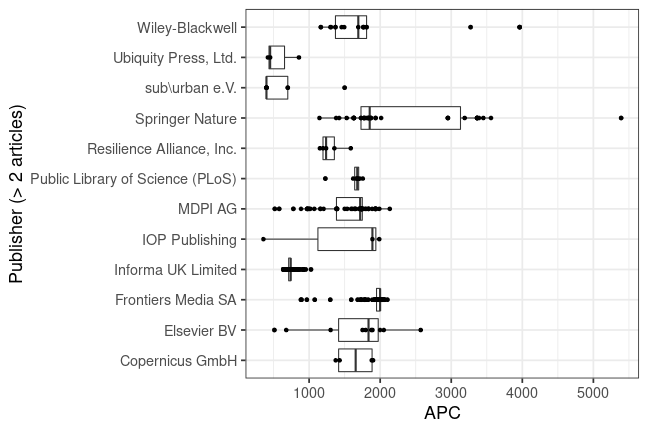 Publisher (> 2 articles)
Wiley-Blackwell
Ubiquity Press, Ltd.
sub\urban e.V.
Springer Nature
Resilience Alliance, Inc.
Public Library of Science (PLoS)
MDPI AG
IOP Publishing
Informa UK Limited
Frontiers Media SA
Elsevier BV
Copernicus GmbH
1000 2000 3000 4000 5000
APC